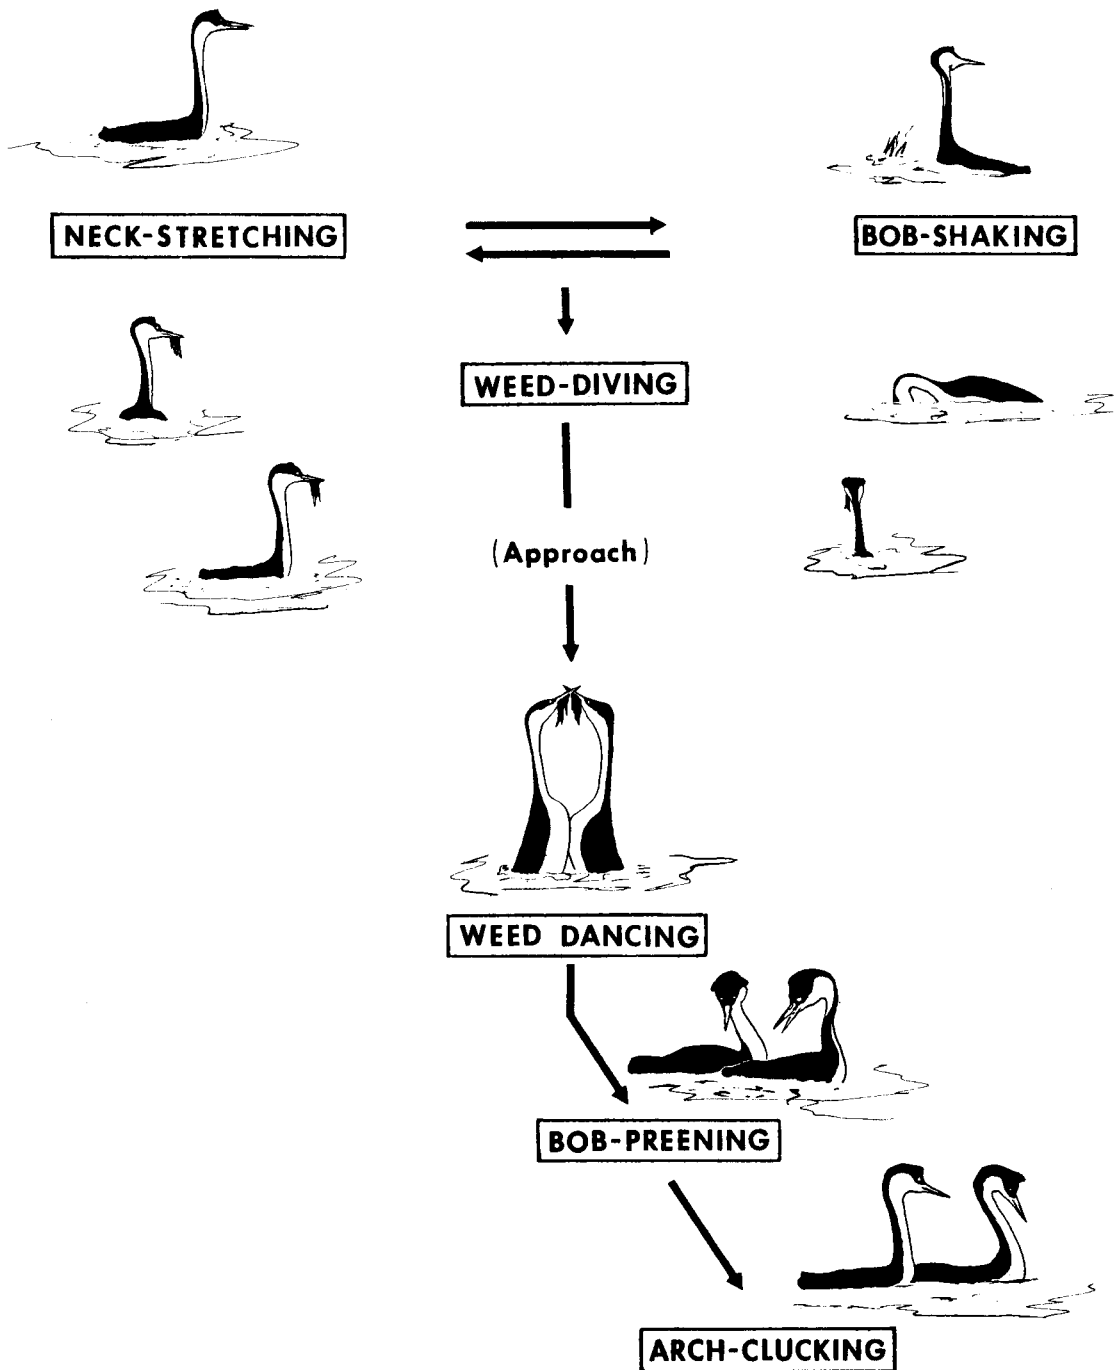 NECK-STRETCHING
BOB-SHAKING
WEED-DIVING
(Approach)
WEED DANCING
BOB-PREENING
ARCH-CLUCKING